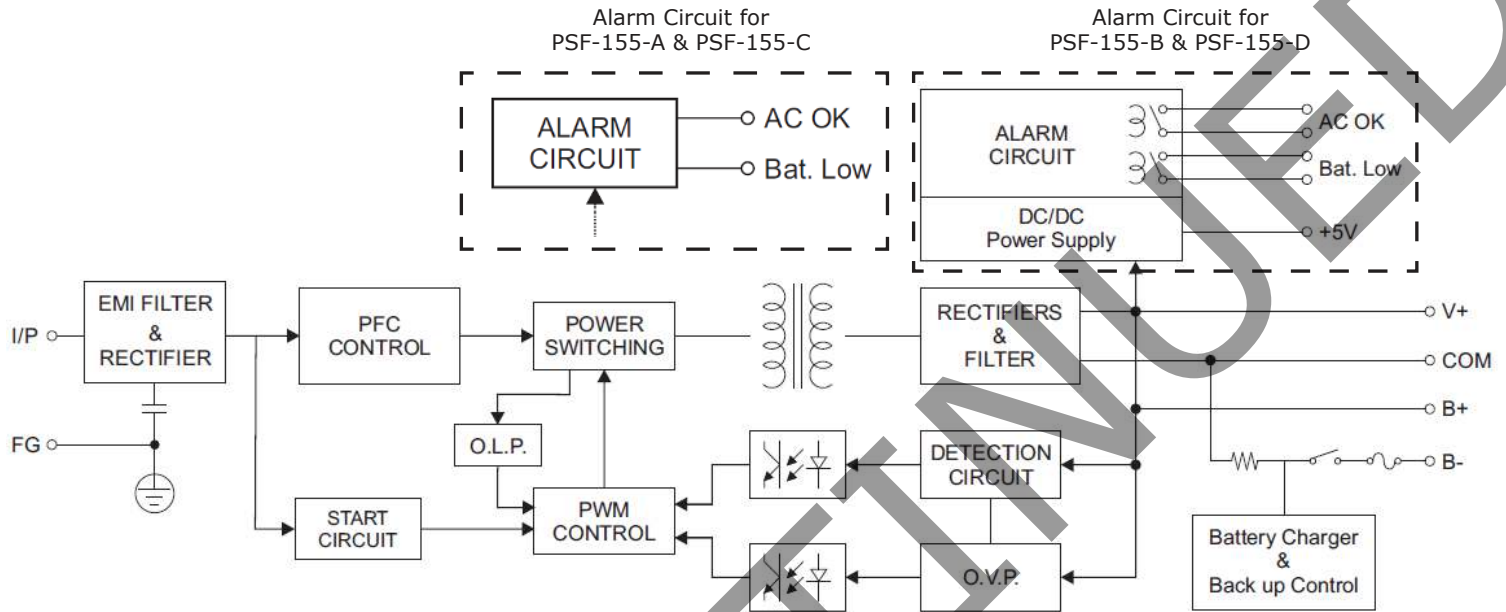 Alarm Circuit for
PSF-155-A & PSF-155-C
Alarm Circuit for
PSF-155-B & PSF-155-D
ALARM
CIRCUIT
AC OK
Bat. Low
ALARM
CIRCUIT
AC OK
Bat. Low
DC/DC
Power Supply
+5V
I/P
EMI FILTER
&
RECTIFIER
PFC
CONTROL
POWER
SWITCHING
RECTIFIERS
&
FILTER
V+
COM
B+
B-
FG
O.L.P.
DETECTION
CIRCUIT
START
CIRCUIT
PWM
CONTROL
O.V.P.
Battery Charger
&
Back up Control
TINUED